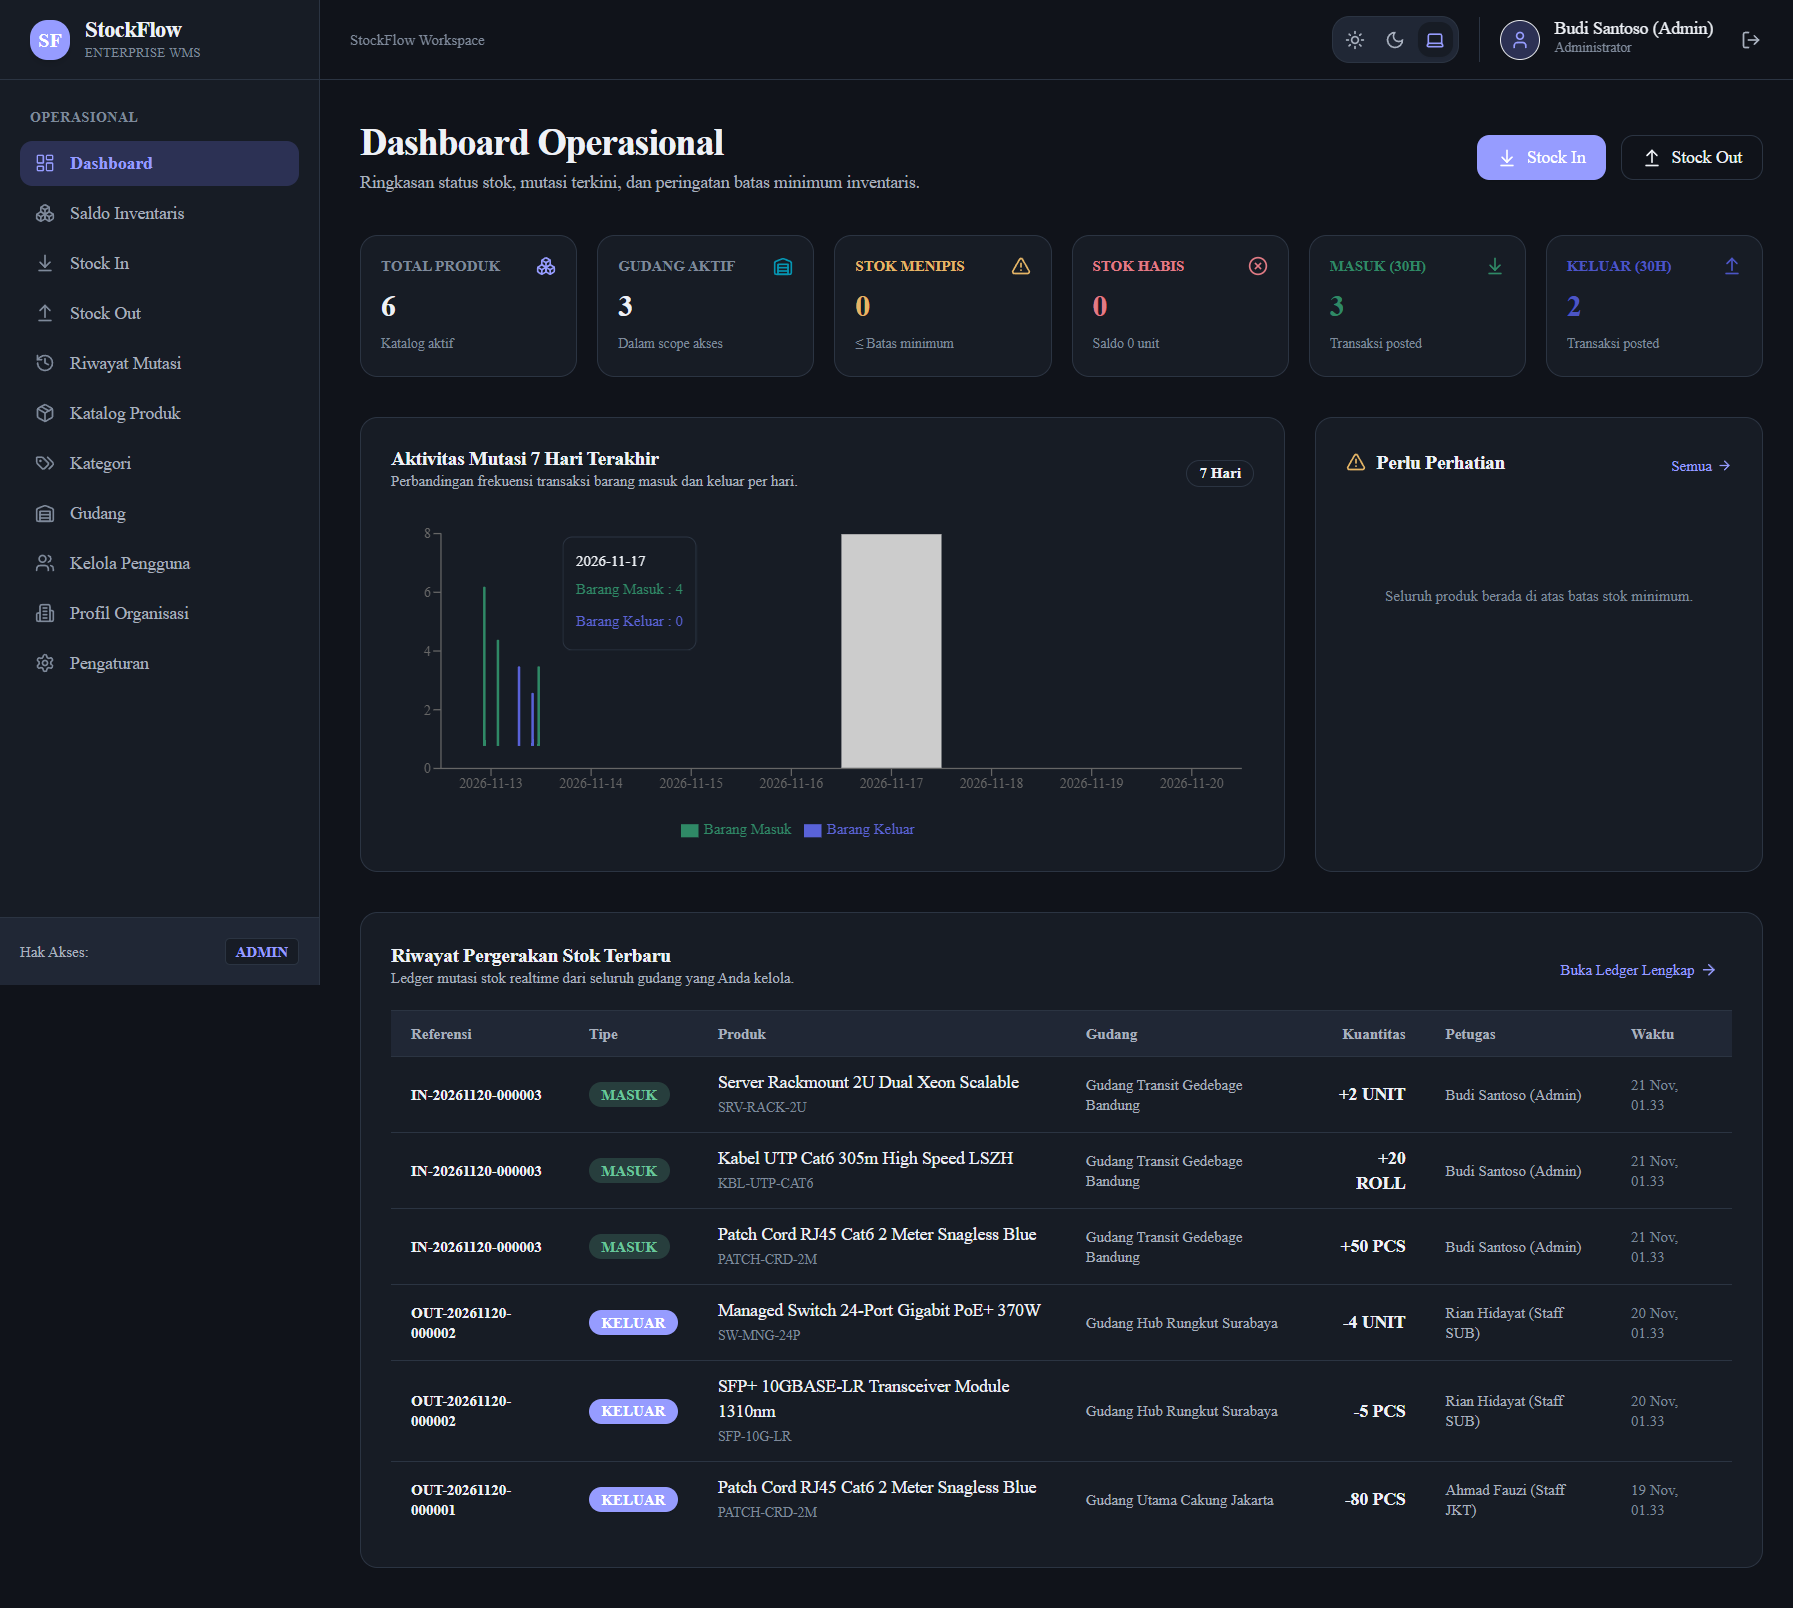 SF
StockFlow
ENTERPRISE WMS
StockFlow Workspace
Budi Santoso (Admin)
Administrator
OPERASIONAL
Dashboard
Saldo Inventaris
Stock In
Stock Out
Riwayat Mutasi
Katalog Produk
Kategori
Gudang
Kelola Pengguna
Profil Organisasi
Pengaturan
Hak Akses:
ADMIN
Dashboard Operasional
Ringkasan status stok, mutasi terkini, dan peringatan batas minimum inventaris.
Stock In
Stock Out
TOTAL PRODUK
6
Katalog aktif
GUDANG AKTIF
3
Dalam scope akses
STOK MENIPIS
0
≤ Batas minimum
STOK HABIS
0
Saldo 0 unit
MASUK (30H)
3
Transaksi posted
KELUAR (30H)
2
Transaksi posted
Aktivitas Mutasi 7 Hari Terakhir
Perbandingan frekuensi transaksi barang masuk dan keluar per hari.
7 Hari
8
6
4
2
0
2026-11-17
Barang Masuk : 4
Barang Keluar : 0
2026-11-13
2026-11-14
2026-11-15
2026-11-16
2026-11-17
2026-11-18
2026-11-19
2026-11-20
Barang Masuk
Barang Keluar
Perlu Perhatian
Semua
Seluruh produk berada di atas batas stok minimum.
Riwayat Pergerakan Stok Terbaru
Ledger mutasi stok realtime dari seluruh gudang yang Anda kelola.
Buka Ledger Lengkap
Referensi
Tipe
Produk
Gudang
Kuantitas
Petugas
Waktu
IN-20261120-000003
MASUK
Server Rackmount 2U Dual Xeon Scalable
SRV-RACK-2U
Gudang Transit Gedebage
Bandung
+2 UNIT
Budi Santoso (Admin)
21 Nov,
01.33
IN-20261120-000003
MASUK
Kabel UTP Cat6 305m High Speed LSZH
KBL-UTP-CAT6
Gudang Transit Gedebage
Bandung
+20
ROLL
Budi Santoso (Admin)
21 Nov,
01.33
IN-20261120-000003
MASUK
Patch Cord RJ45 Cat6 2 Meter Snagless Blue
PATCH-CRD-2M
Gudang Transit Gedebage
Bandung
+50 PCS
Budi Santoso (Admin)
21 Nov,
01.33
OUT-20261120-
000002
KELUAR
Managed Switch 24-Port Gigabit PoE+ 370W
SW-MNG-24P
Gudang Hub Rungkut Surabaya
-4 UNIT
Rian Hidayat (Staff
SUB)
20 Nov,
01.33
OUT-20261120-
000002
KELUAR
SFP+ 10GBASE-LR Transceiver Module
1310nm
SFP-10G-LR
Gudang Hub Rungkut Surabaya
-5 PCS
Rian Hidayat (Staff
SUB)
20 Nov,
01.33
OUT-20261120-
000001
KELUAR
Patch Cord RJ45 Cat6 2 Meter Snagless Blue
PATCH-CRD-2M
Gudang Utama Cakung Jakarta
-80 PCS
Ahmad Fauzi (Staff
JKT)
19 Nov,
01.33